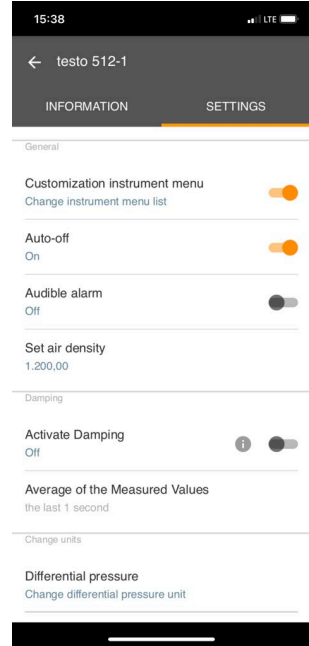 15:38 LTE
testo 512-1
INFORMATION SETTINGS
General
Customization instrument menu
Change instrument menu list
Auto-off
On
Audible alarm
Off
Set air density
1.200,00
Damping
Activate Damping
Off
Average of the Measured Values
the last 1 second
Change units
Differential pressure
Change differential pressure unit